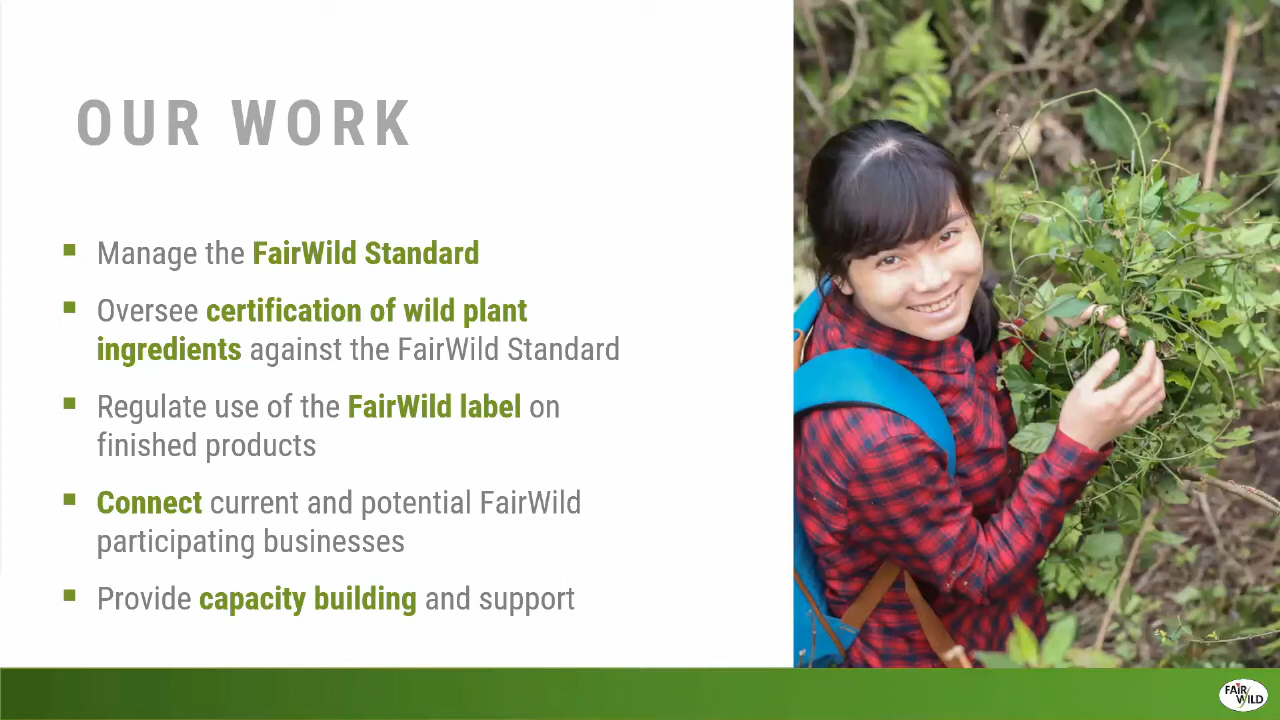 OUR WORK
Manage the FairWild Standard
Oversee certification of wild plant
ingredients against the FairWild Standard
Regulate use of the FairWild label on
finished products
Connect current and potential FairWild
participating businesses
Provide capacity building and support
FAIR
WILD